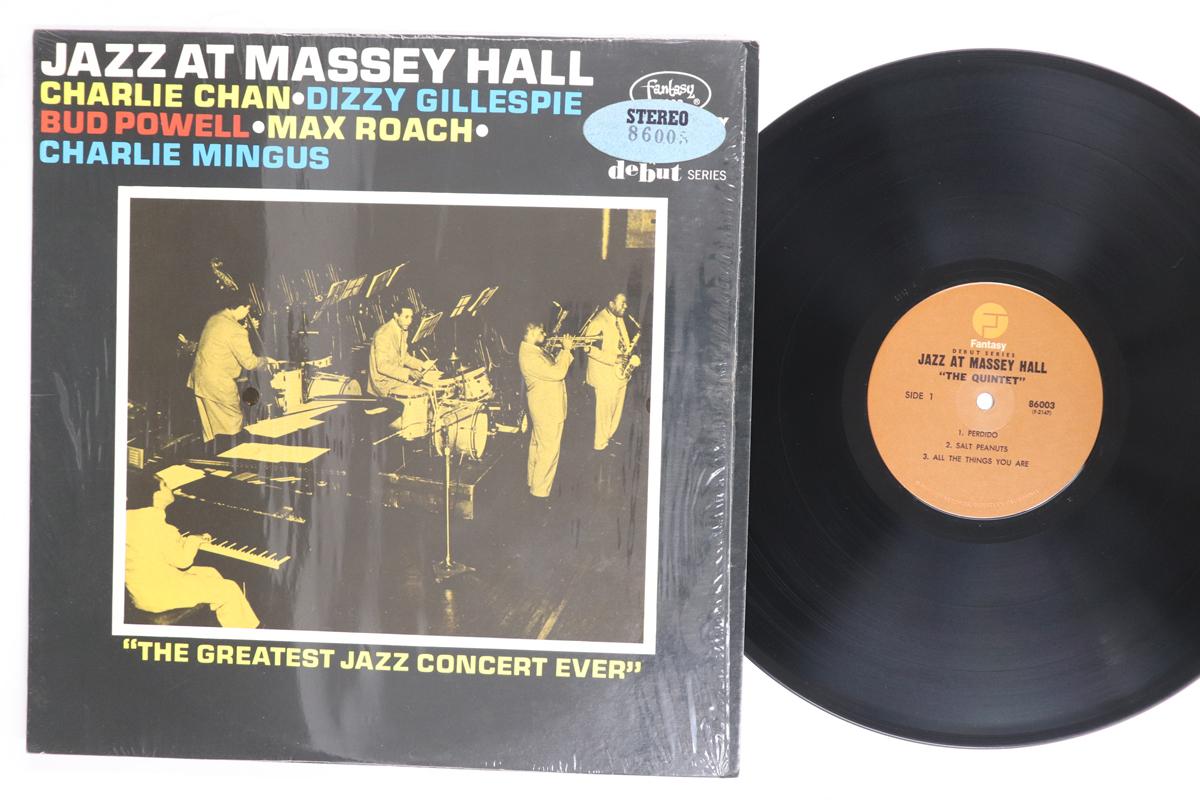 JAZZ AT MASSEY HALL
CHARLIE CHAN•DIZZY GILLESPIE
BUD POWELL•MAX ROACH•
CHARLIE MINGUS
fantasy
®
STEREO
86003
debut SERIES
"THE GREATEST JAZZ CONCERT EVER"
Fantasy
DEBUT SERIES
JAZZ AT MASSEY HALL
"THE QUINTET"
SIDE 1
86003
(F-2147)
1. PERDIDO
2. SALT PEANUTS
3. ALL THE THINGS YOU ARE